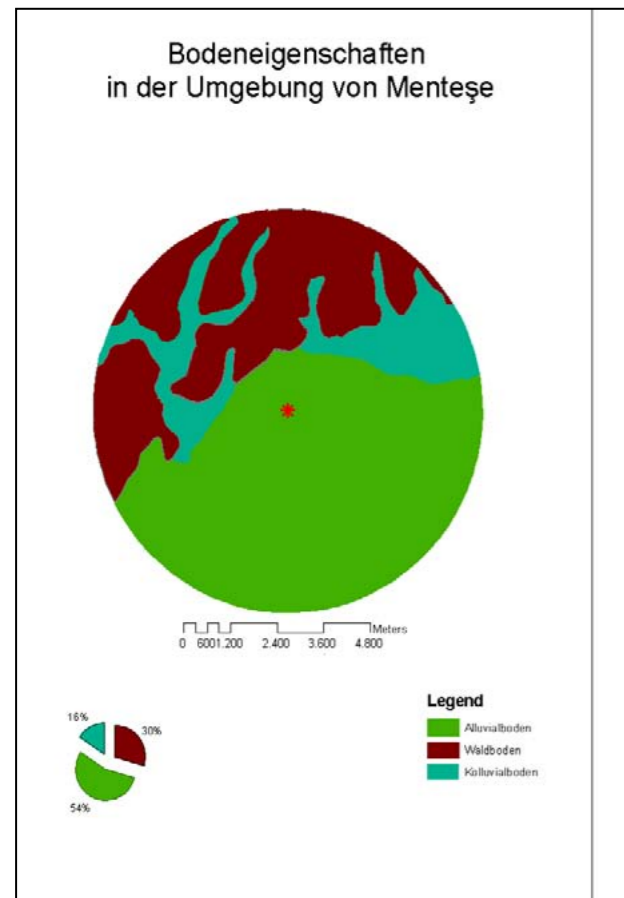 Bodeneigenschaften
in der Umgebung von Menteşe
Meters
0 600 1.200 2.400 3.600 4.800
16%
30%
54%
Legend
Alluvialboden
Waldboden
Kolluvialboden